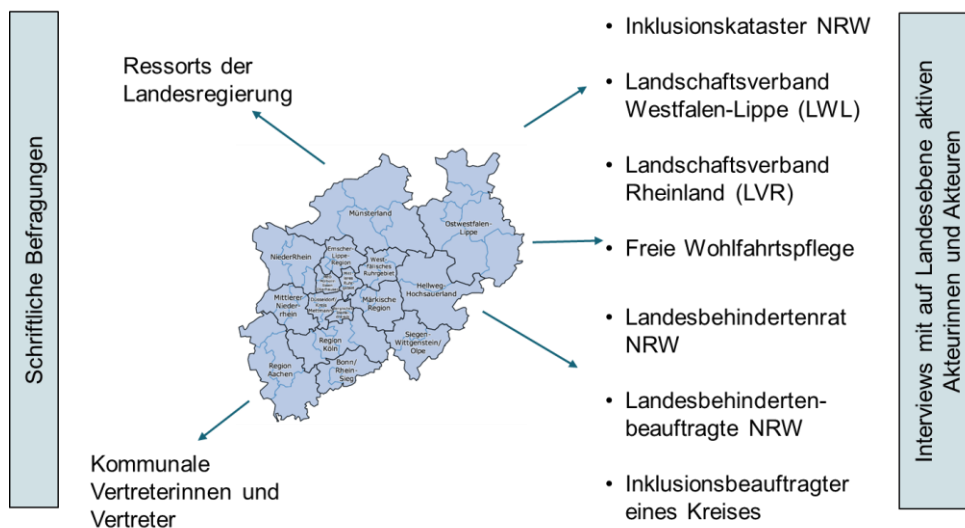 Schriftliche Befragungen
Ressorts der
Landesregierung
Kommunale
Vertreterinnen und
Vertreter
Münsterland
Ostwestfalen-
Lippe
NiederRhein
Emscher-
Lippe-
Region
West
fälisches
Ruhrgebiet
Hellweg-
Hochsauerland
Mittlerer
Nieder-
rhein
Märkische
Region
Region
Köln
Siegen-
Wittgenstein/
Olpe
Region
Aachen
Bonn/
Rhein-
Sieg
• Inklusionskataster NRW
• Landschaftsverband
Westfalen-Lippe (LWL)
• Landschaftsverband
Rheinland (LVR)
• Freie Wohlfahrtspflege
• Landesbehindertenrat
NRW
• Landesbehinderten-
beauftragte NRW
• Inklusionsbeauftragter
eines Kreises
Interviews mit auf Landesebene aktiven
Akteurinnen und Akteuren